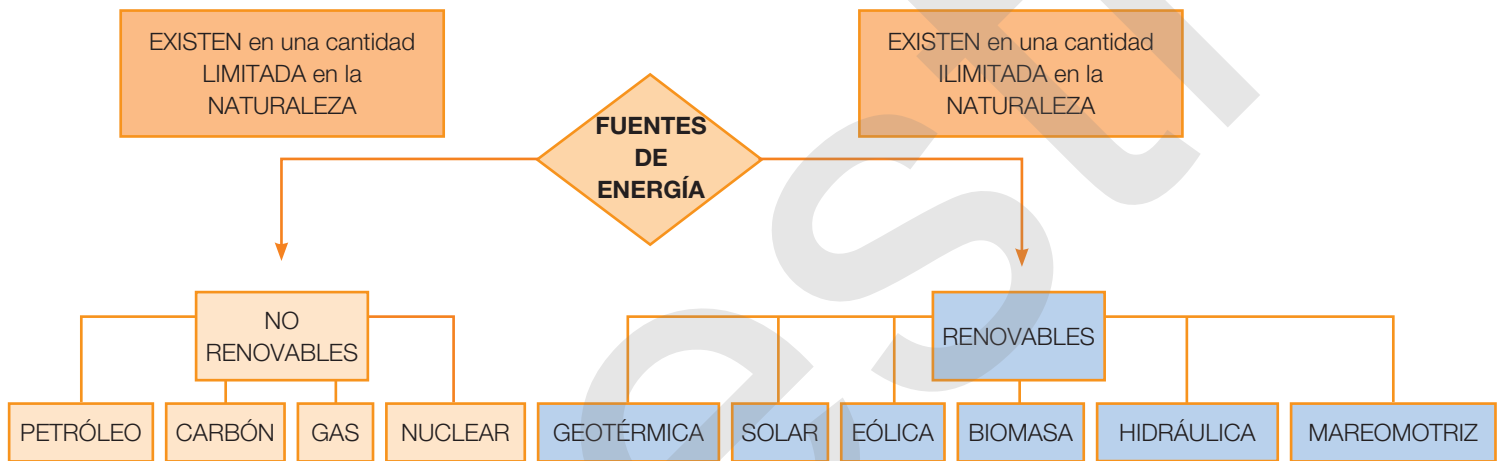 EXISTEN en una cantidad
LIMITADA en la
NATURALEZA
EXISTEN en una cantidad
ILIMITADA en la
NATURALEZA
FUENTES
DE
ENERGÍA
NO
RENOVABLES
RENOVABLES
PETRÓLEO
CARBÓN
GAS
NUCLEAR
GEOTÉRMICA
SOLAR
EÓLICA
BIOMASA
HIDRÁULICA
MAREOMOTRIZ